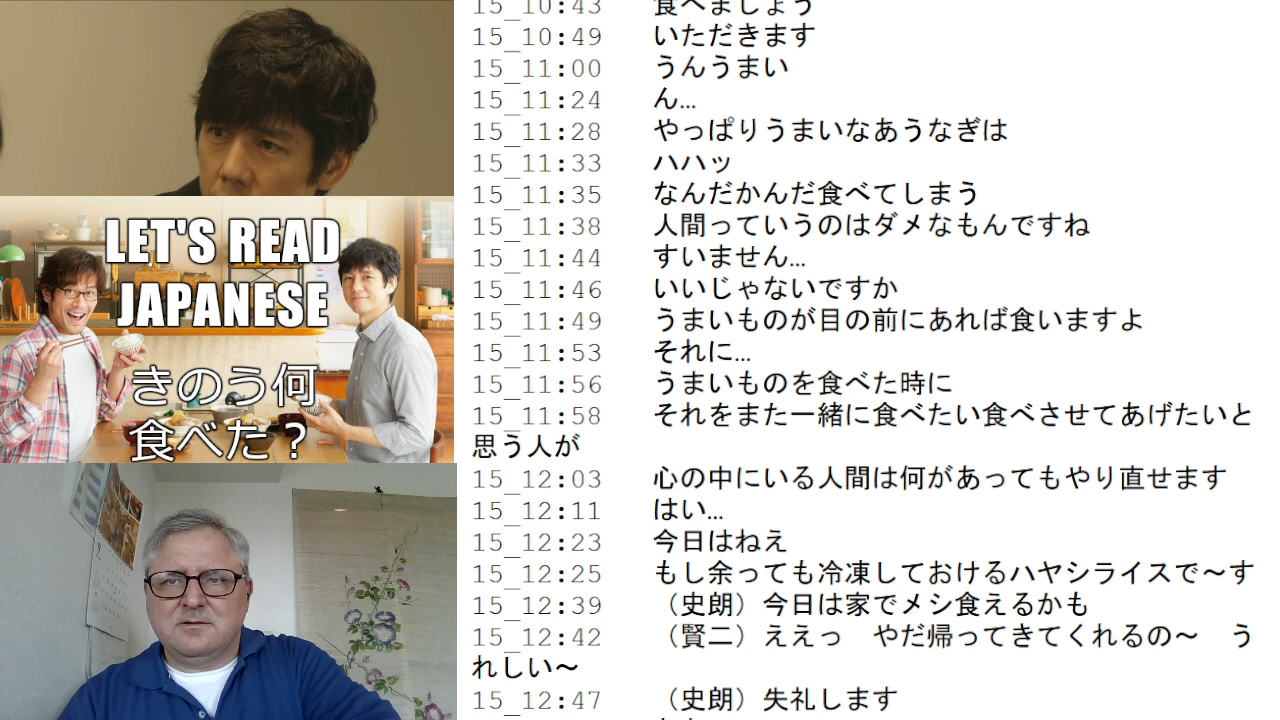 LET'S READ
JAPANESE
きのう何
食べた？
15_10:43 食べましょう
15_10:49 いただきます
15_11:00 うんうまい
15_11:24 ん…
15_11:28 やっぱりうまいなあうなぎは
15_11:33 ハハッ
15_11:35 なんだかんだ食べてしまう
15_11:38 人間っていうのはダメなもんですね
15_11:44 すいません…
15_11:46 いいじゃないですか
15_11:49 うまいものが目の前にあれば食いますよ
15_11:53 それに…
15_11:56 うまいものを食べた時に
15_11:58 それをまた一緒に食べたい食べさせてあげたいと
思う人が
15_12:03 心の中にいる人間は何があってもやり直せます
15_12:11 はい…
15_12:23 今日はねえ
15_12:25 もし余っても冷凍しておけるハヤシライスで～す
15_12:39 （史朗）今日は家でメシ食えるかも
15_12:42 （賢二）ええっ　やだ帰ってきてくれるの～　う
れしい～
15_12:47 （史朗）失礼します